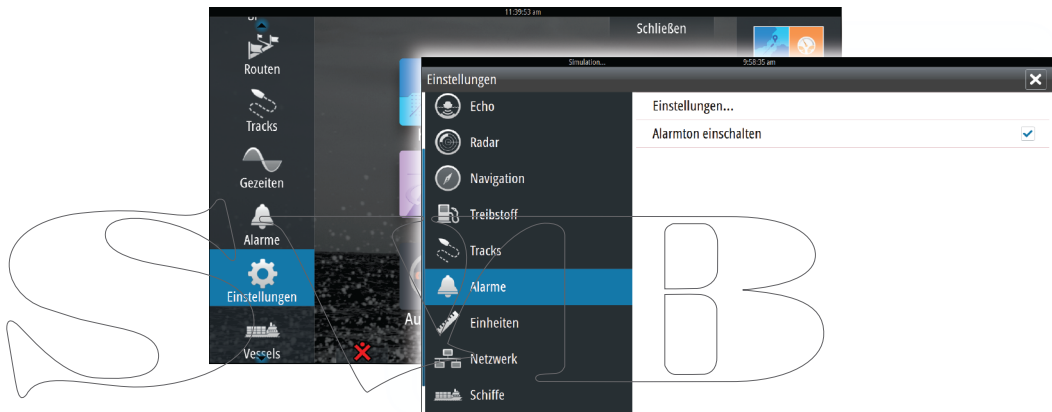 11:39:53 am
Schließen
Routen
Tracks
Gezeiten
Alarme
Einstellungen
Vessels
Au
Simulation...
9:58:35 am
Einstellungen
Echo
Radar
Navigation
Treibstoff
Tracks
Alarme
Einheiten
Netzwerk
Schiffe
Einstellungen...
Alarmton einschalten